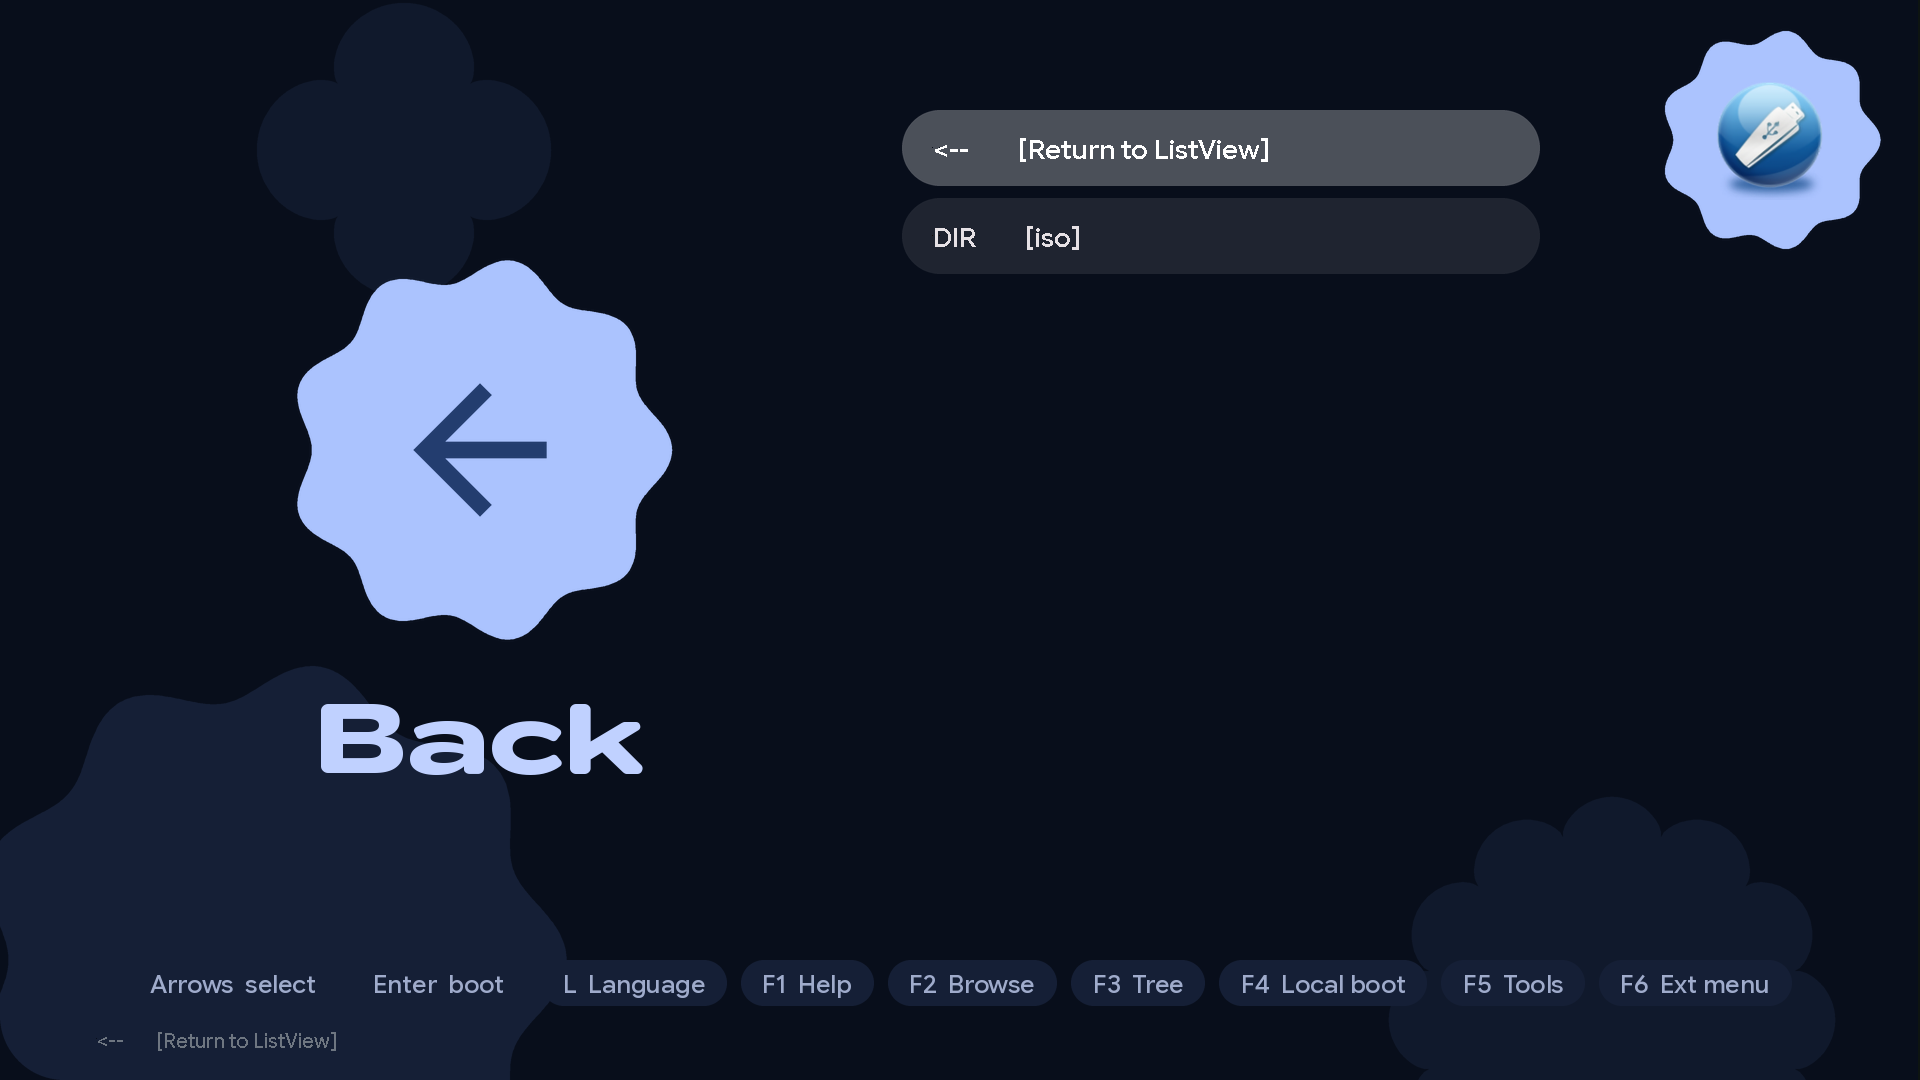 <-- [Return to ListView]
DIR [iso]
Back
Arrows select Enter boot L Language F1 Help F2 Browse F3 Tree F4 Local boot F5 Tools F6 Ext menu
<-- [Return to ListView]